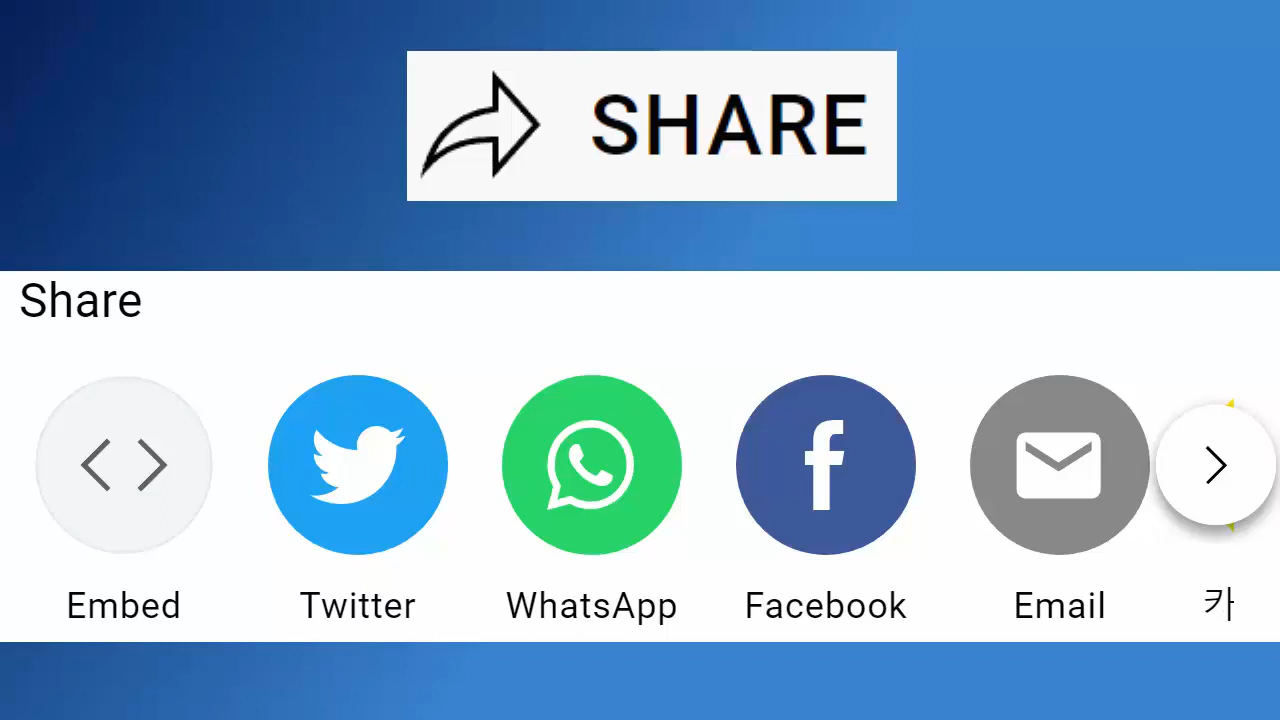 SHARE
Share
Embed
Twitter
WhatsApp
Facebook
Email
카